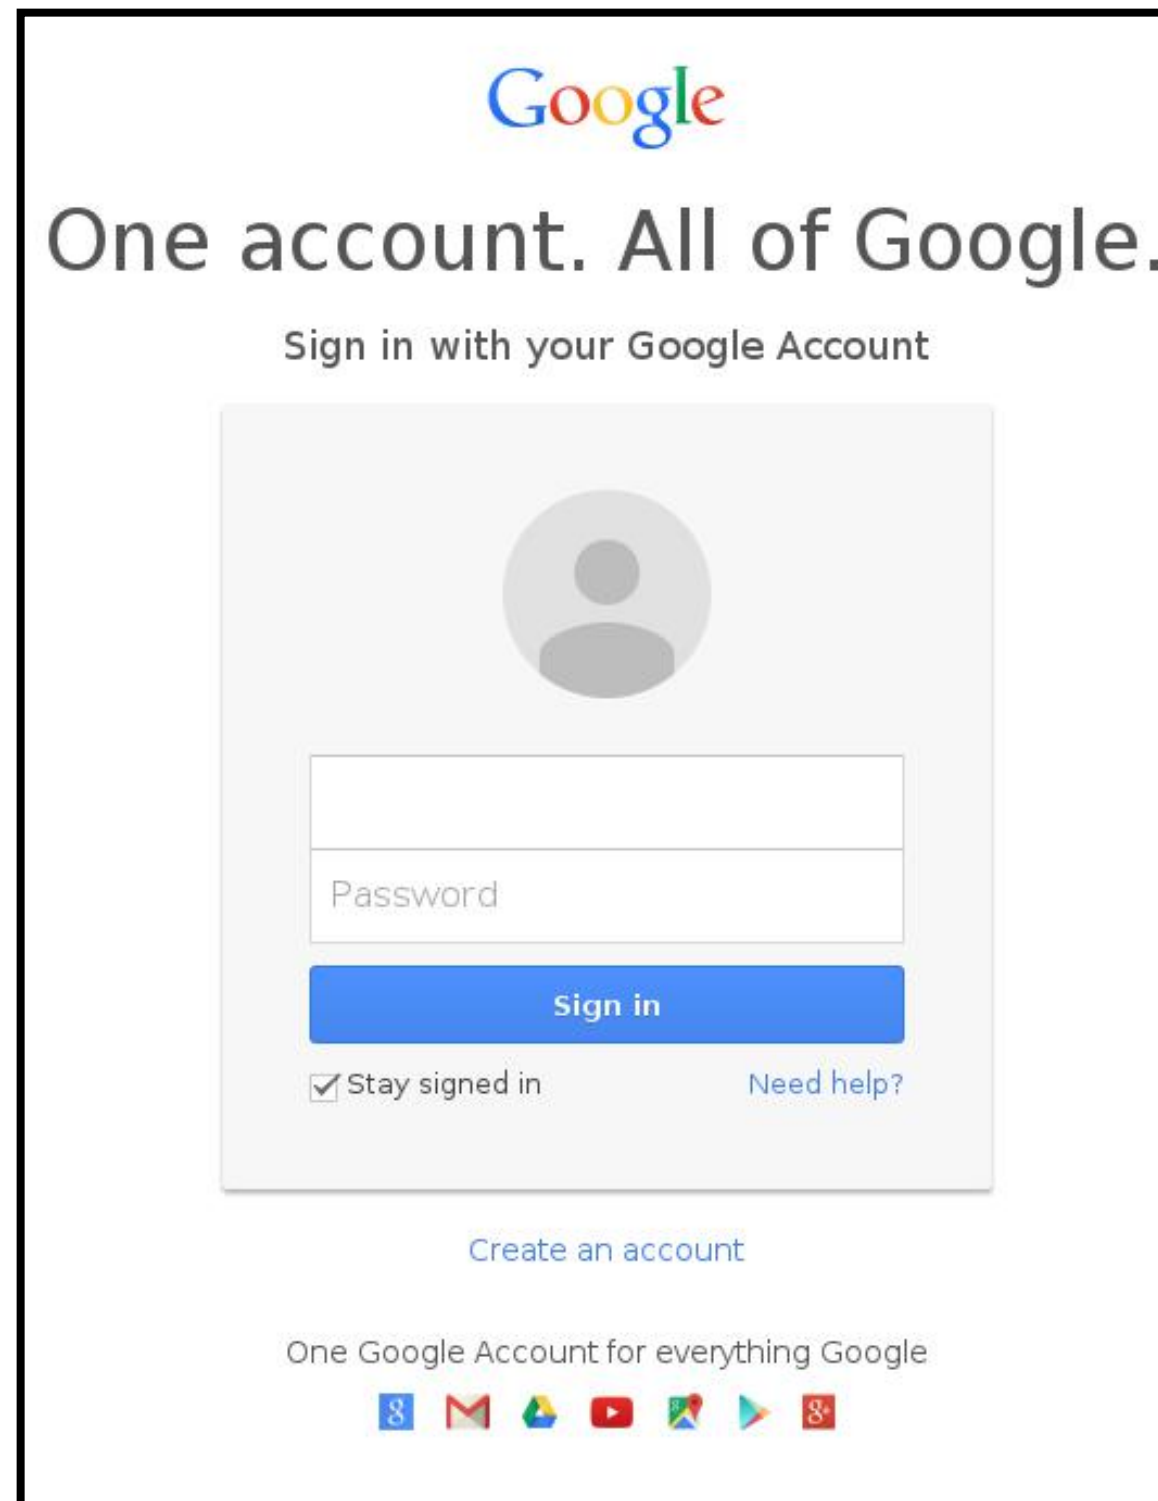 Google
One account. All of Google.
Sign in with your Google Account
Password
Sign in
Stay signed in
Need help?
Create an account
One Google Account for everything Google